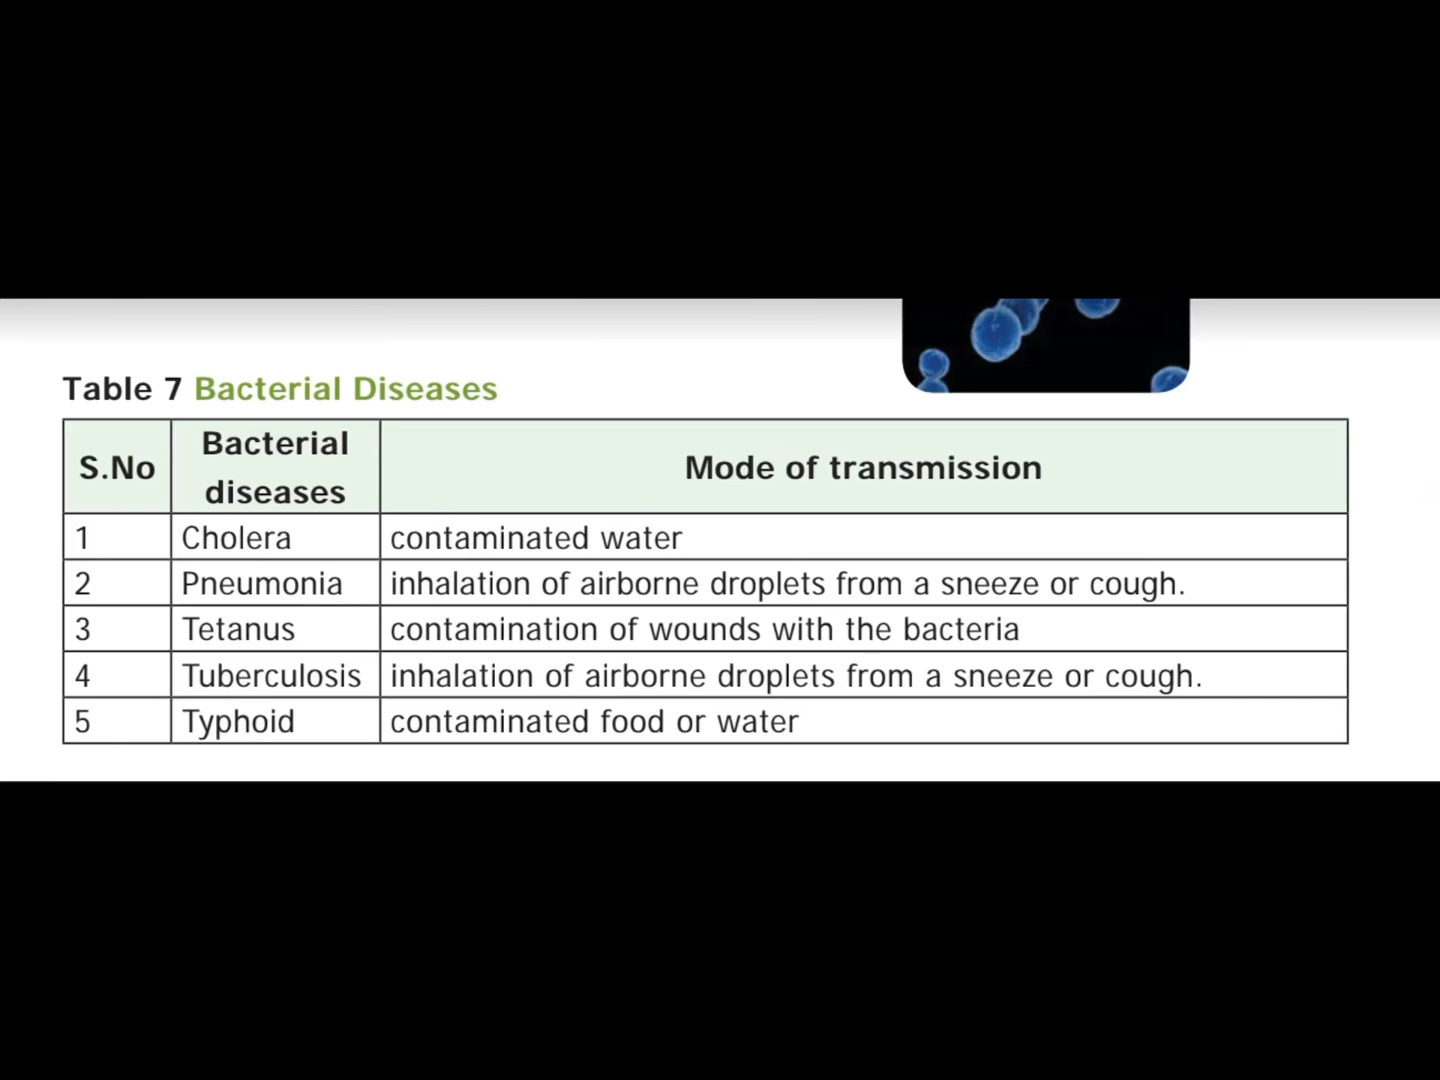 Table 7 Bacterial Diseases
S.No Bacterial diseases Mode of transmission
1 Cholera contaminated water
2 Pneumonia inhalation of airborne droplets from a sneeze or cough.
3 Tetanus contamination of wounds with the bacteria
4 Tuberculosis inhalation of airborne droplets from a sneeze or cough.
5 Typhoid contaminated food or water